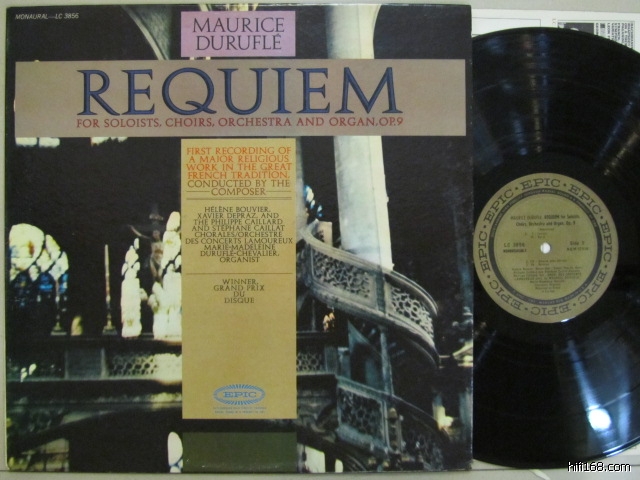 MONAURAL—LC 3856
MAURICE
DURUFLÉ
REQUIEM
FOR SOLOISTS, CHOIRS, ORCHESTRA AND ORGAN, OP. 9
FIRST RECORDING OF
A MAJOR RELIGIOUS
WORK IN THE GREAT
FRENCH TRADITION,
CONDUCTED BY THE
COMPOSER
HÉLÈNE BOUVIER,
XAVIER DEPRAZ, AND
THE PHILIPPE CAILLARD
AND STÉPHANE CAILLAT
CHORALES/ORCHESTRE
DES CONCERTS LAMOUREUX
MARIE-MADELEINE
DURUFLÉ-CHEVALIER,
ORGANIST
WINNER,
GRAND PRIX
DU
DISQUE
EPIC
EPIC · EPIC · EPIC · EPIC · EPIC · EPIC
LC 3856
Side 2
hifi168.com